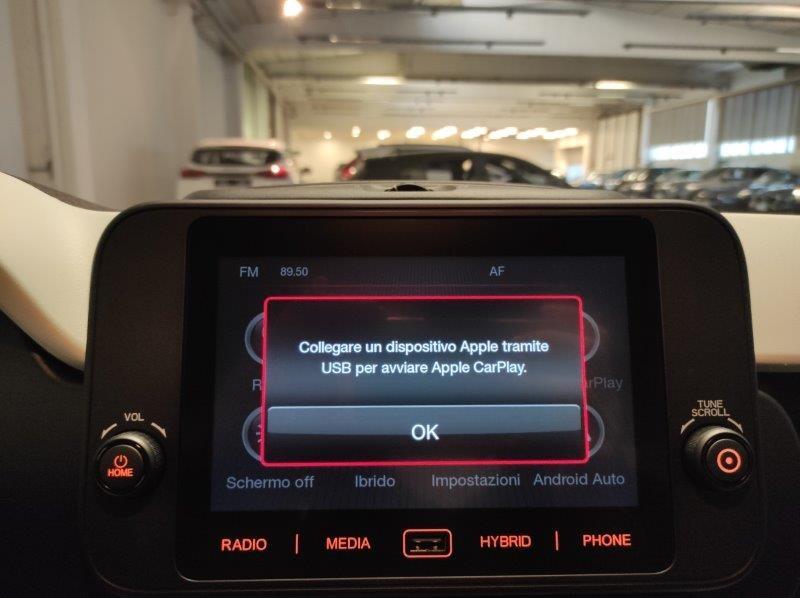 FM 89.50 AF
Collegare un dispositivo Apple tramite
USB per avviare Apple CarPlay.
R
arPlay
OK
VOL
TUNE
SCROLL
HOME
Schermo off Ibrido Impostazioni Android Auto
RADIO | MEDIA HYBRID | PHONE